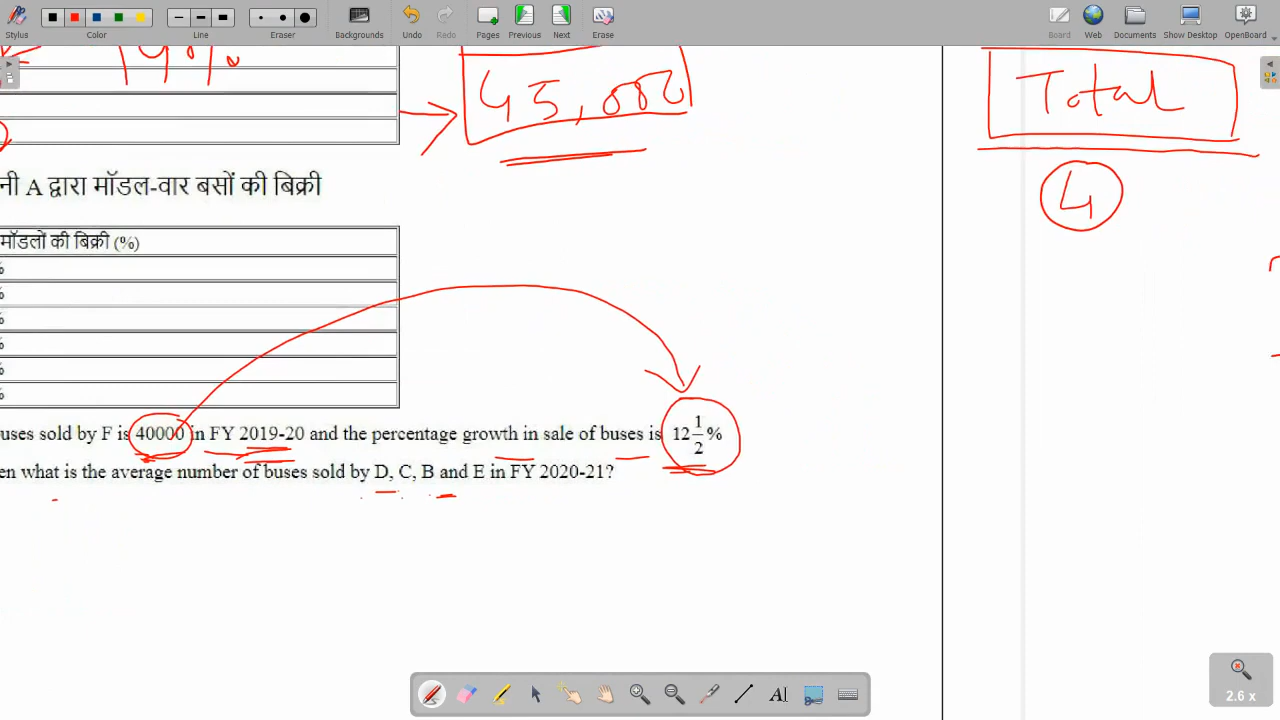 Stylus Color Line Eraser Backgrounds Undo Redo Pages Previous Next Erase Board Web Documents Show Desktop OpenBoard
14%
45,000
Total
4
नी A द्वारा मॉडल-वार बसों की बिक्री
मॉडलों की बिक्री (%)
%
%
%
%
%
%
uses sold by F is 40000 in FY 2019-20 and the percentage growth in sale of buses is 12 1/2 %
en what is the average number of buses sold by D, C, B and E in FY 2020-21?
2.6 x